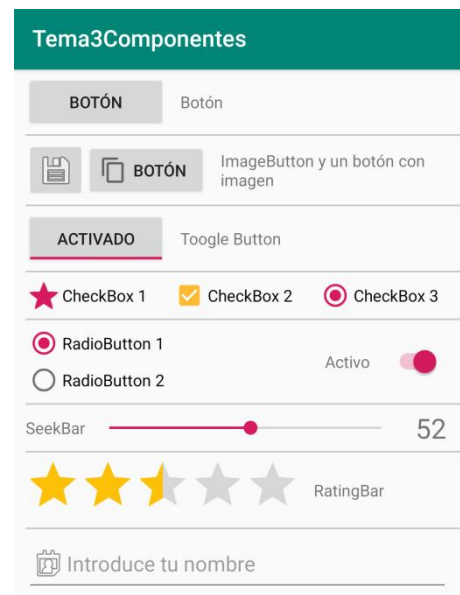 Tema3Componentes
BOTÓN Botón
BOTÓN ImageButton y un botón con
imagen
ACTIVADO Toogle Button
CheckBox 1 CheckBox 2 CheckBox 3
RadioButton 1
Activo
RadioButton 2
SeekBar 52
RatingBar
Introduce tu nombre